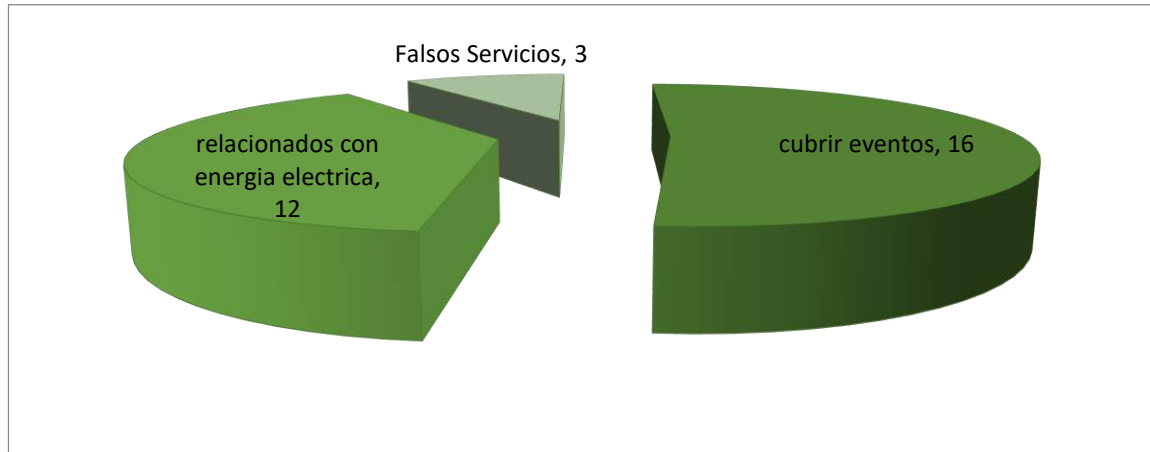 Falsos Servicios, 3
relacionados con
energia electrica,
12
cubrir eventos, 16